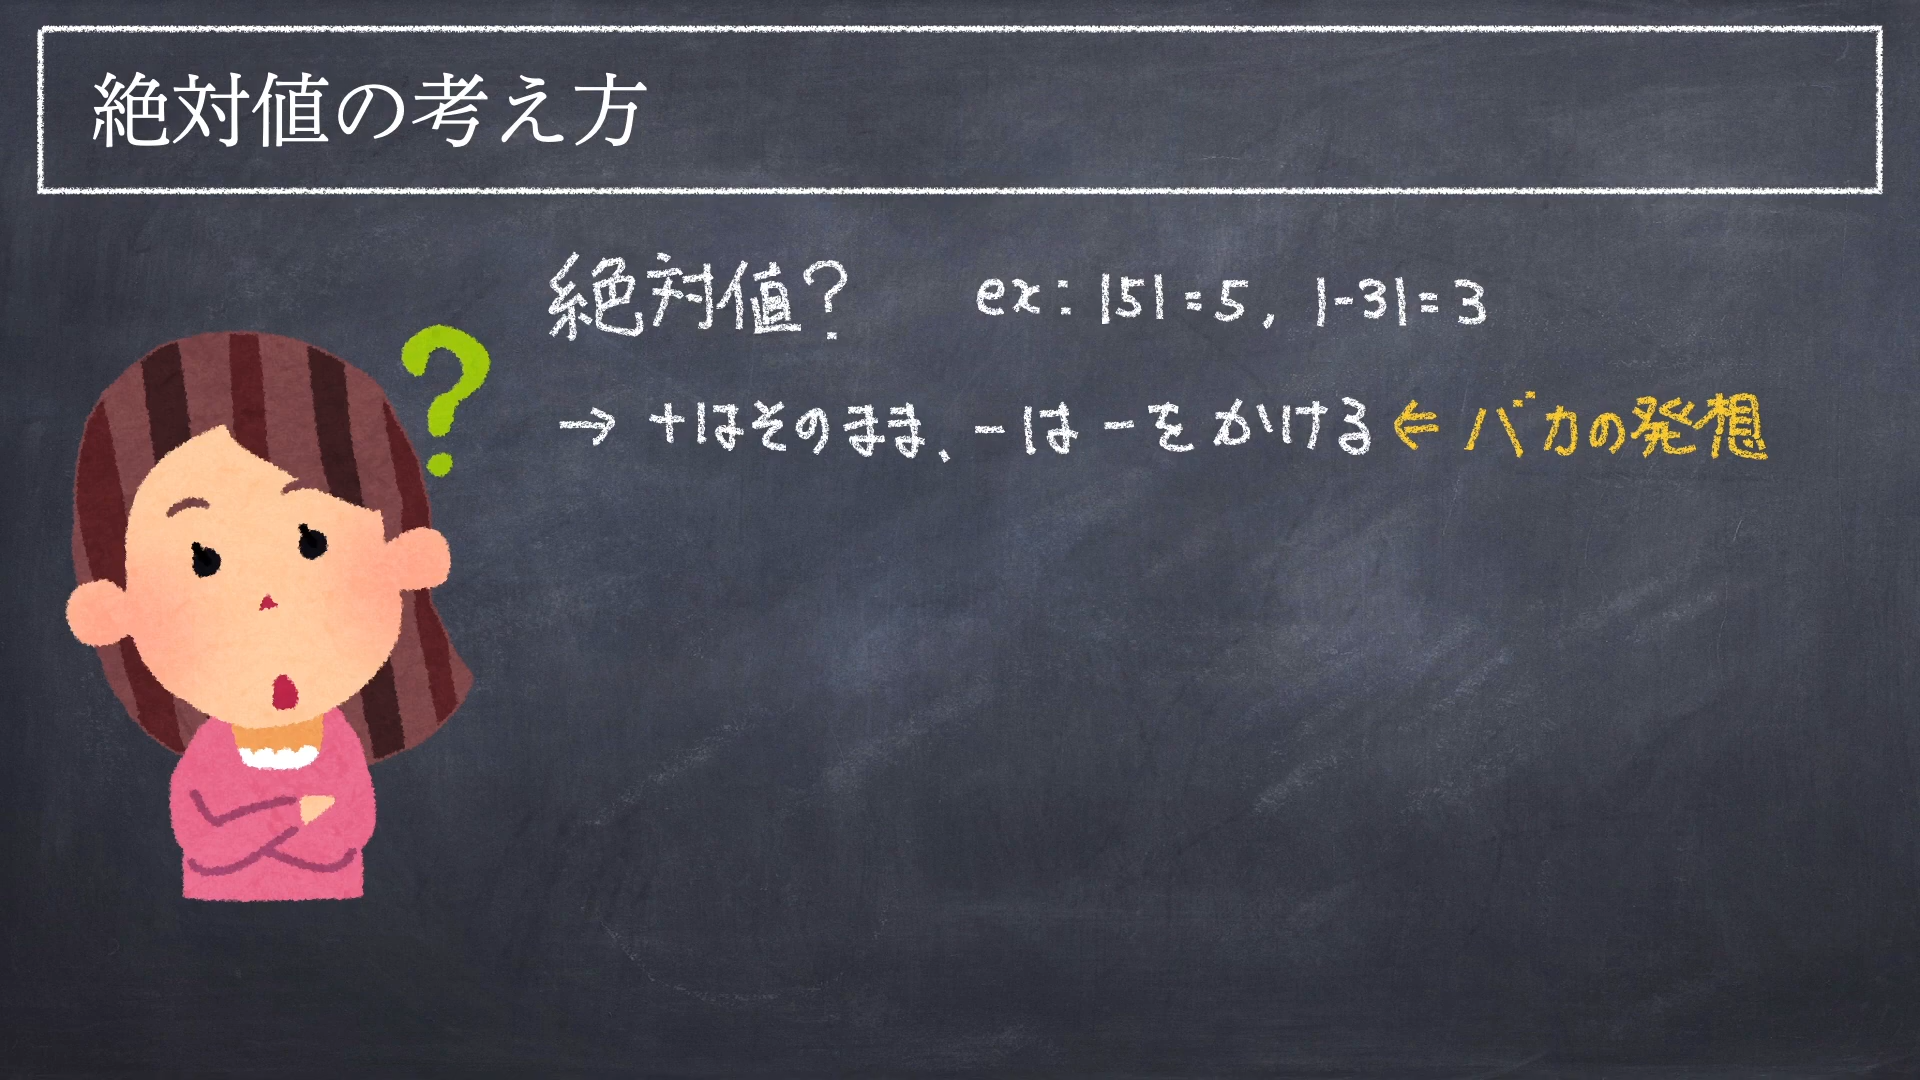 絶対値の考え方
絶対値? ex: |5|=5, |-3|=3
→ +はそのまま、-は-をかける ← バカの発想